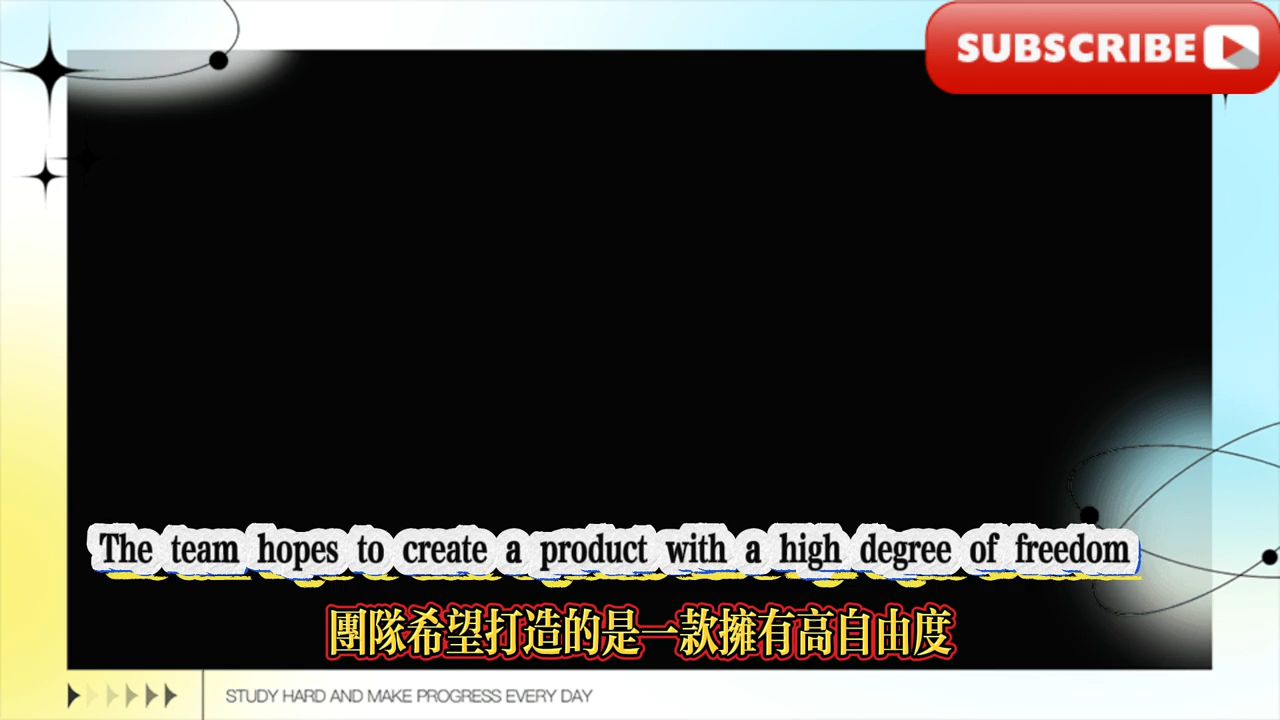 SUBSCRIBE
The team hopes to create a product with a high degree of freedom
團隊希望打造的是一款擁有高自由度
STUDY HARD AND MAKE PROGRESS EVERY DAY